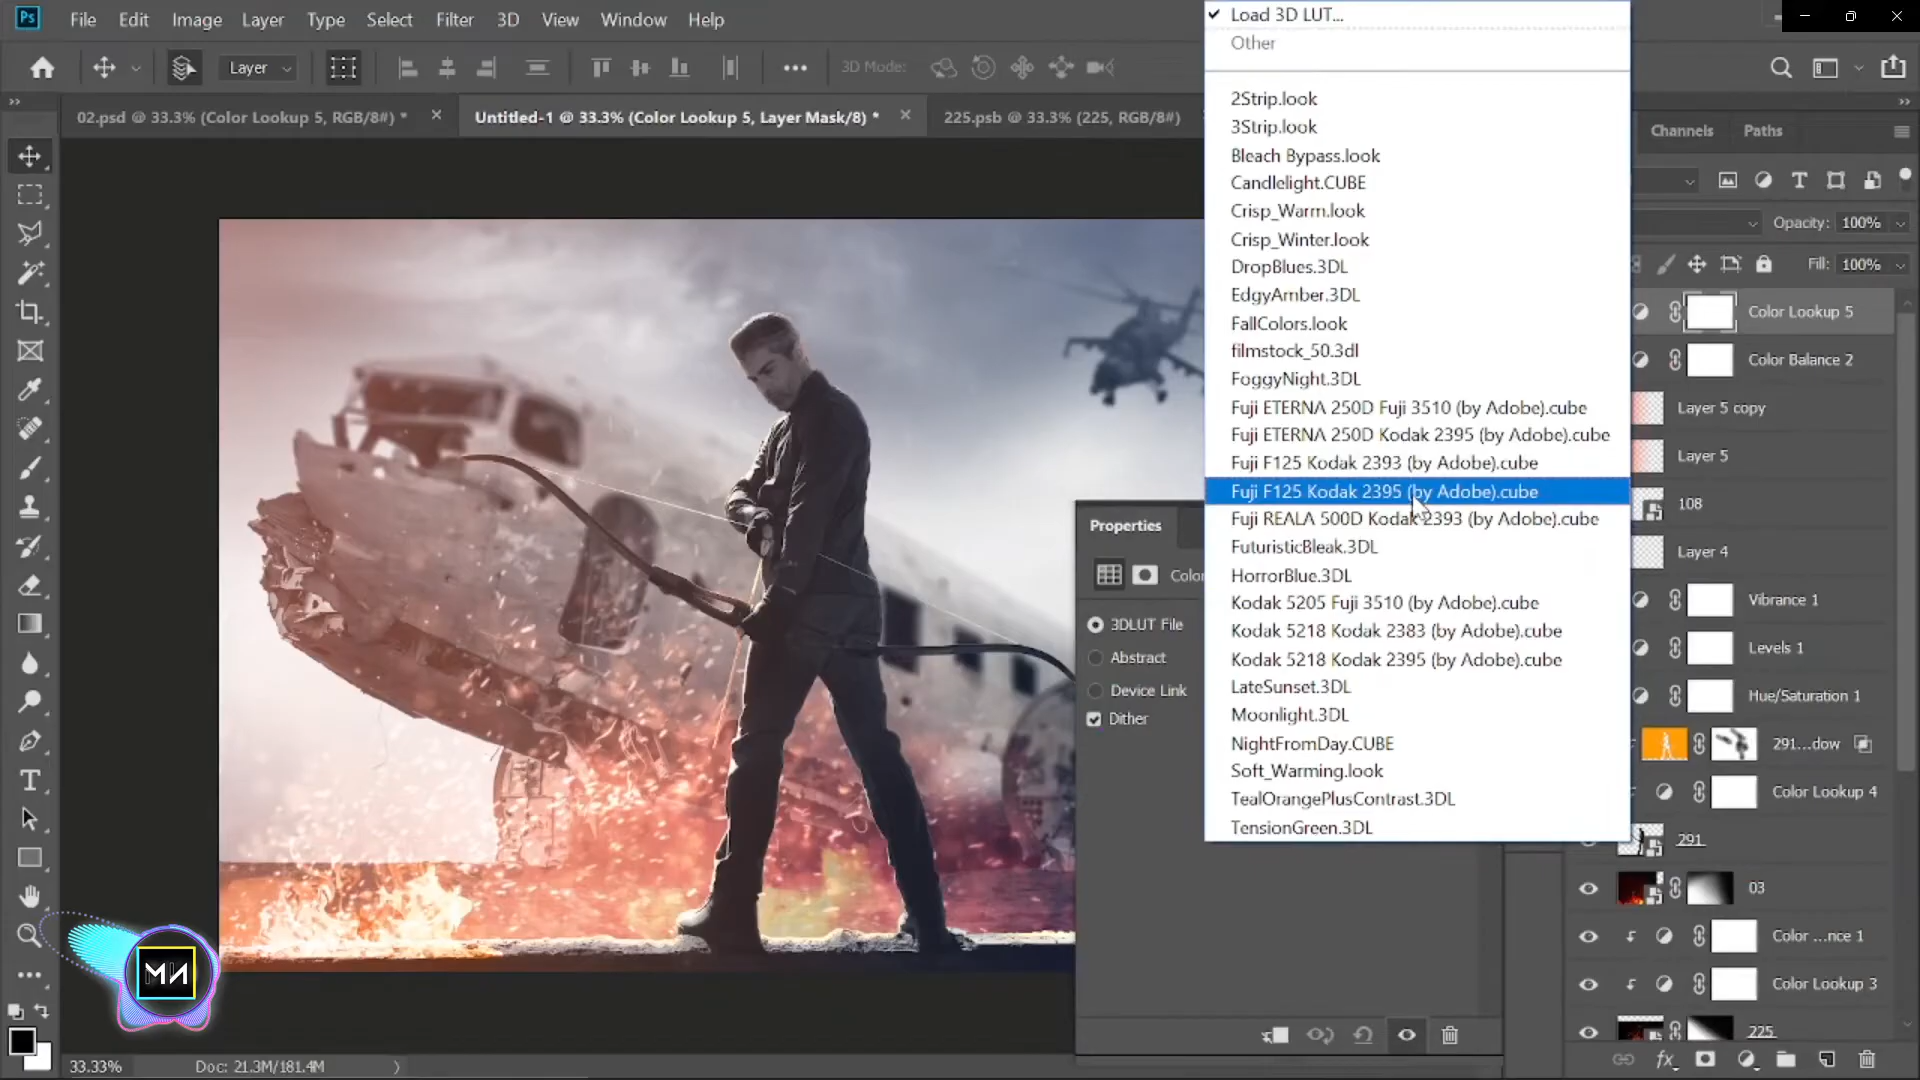 Ps
File Edit Image Layer Type Select Filter 3D View Window Help
Layer
3D Mode:
02.psd @ 33.3% (Color Lookup 5, RGB/8#) *
Untitled-1 @ 33.3% (Color Lookup 5, Layer Mask/8) *
225.psb @ 33.3% (225, RGB/8#)
Load 3D LUT...
Other
2Strip.look
3Strip.look
Bleach Bypass.look
Candlelight.CUBE
Crisp_Warm.look
Crisp_Winter.look
DropBlues.3DL
EdgyAmber.3DL
FallColors.look
filmstock_50.3dl
FoggyNight.3DL
Fuji ETERNA 250D Fuji 3510 (by Adobe).cube
Fuji ETERNA 250D Kodak 2395 (by Adobe).cube
Fuji F125 Kodak 2393 (by Adobe).cube
Fuji F125 Kodak 2395 (by Adobe).cube
Fuji REALA 500D Kodak 2393 (by Adobe).cube
FuturisticBleak.3DL
HorrorBlue.3DL
Kodak 5205 Fuji 3510 (by Adobe).cube
Kodak 5218 Kodak 2383 (by Adobe).cube
Kodak 5218 Kodak 2395 (by Adobe).cube
LateSunset.3DL
Moonlight.3DL
NightFromDay.CUBE
Soft_Warming.look
TealOrangePlusContrast.3DL
TensionGreen.3DL
Properties
Color
3DLUT File
Abstract
Device Link
Dither
Channels Paths
Opacity: 100%
Fill: 100%
Color Lookup 5
Color Balance 2
Layer 5 copy
Layer 5
108
Layer 4
Vibrance 1
Levels 1
Hue/Saturation 1
291...dow
Color Lookup 4
291
03
Color ...nce 1
Color Lookup 3
225
fx
MИ
33.33% Doc: 21.3M/181.4M